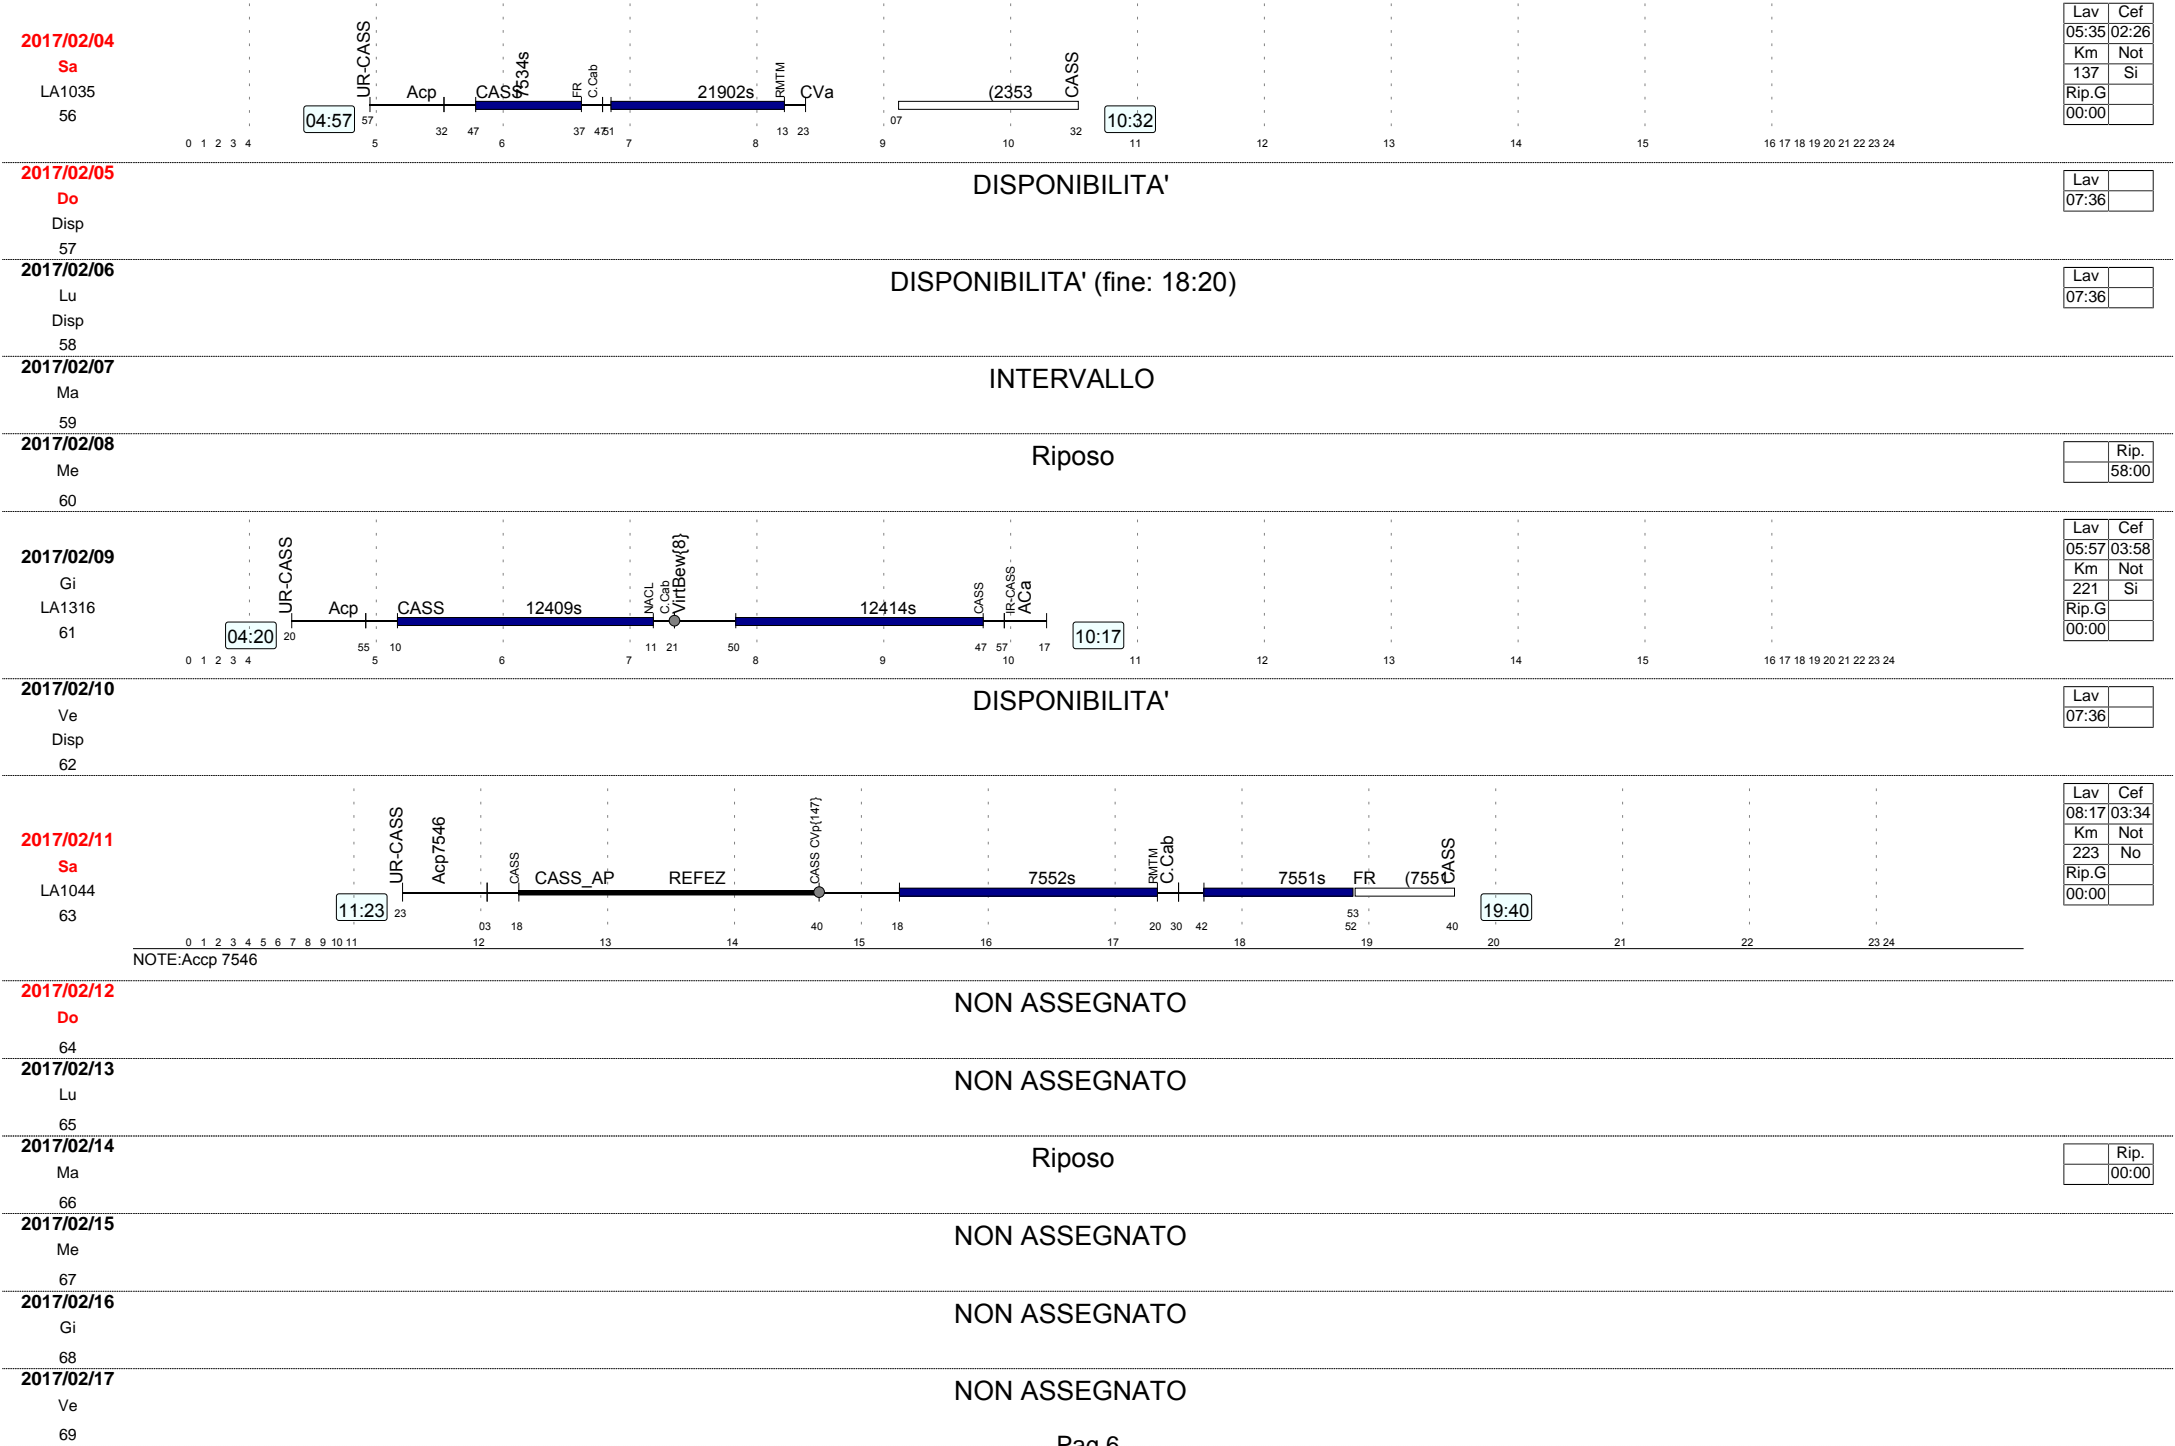 2017/02/04
Sa
LA1035
56
UR-CASS Acp CASS 7534s FR C.Cab 21902s RMTM CVa (2353 CASS
04:57 57 32 47 37 47 51 13 23 07 32 10:32
0 1 2 3 4 5 6 7 8 9 10 11 12 13 14 15 16 17 18 19 20 21 22 23 24
Lav Cef
05:35 02:26
Km Not
137 Si
Rip.G
00:00
2017/02/05
Do
Disp
57
DISPONIBILITA'
Lav
07:36
2017/02/06
Lu
Disp
58
DISPONIBILITA' (fine: 18:20)
Lav
07:36
2017/02/07
Ma
59
INTERVALLO
2017/02/08
Me
60
Riposo
Rip.
58:00
2017/02/09
Gi
LA1316
61
UR-CASS Acp CASS 12409s NACL C.Cab VirtBew{8} 12414s CASS IR-CASS ACa
04:20 20 55 10 11 21 50 47 57 17 10:17
0 1 2 3 4 5 6 7 8 9 10 11 12 13 14 15 16 17 18 19 20 21 22 23 24
Lav Cef
05:57 03:58
Km Not
221 Si
Rip.G
00:00
2017/02/10
Ve
Disp
62
DISPONIBILITA'
Lav
07:36
2017/02/11
Sa
LA1044
63
UR-CASS Acp7546 CASS CASS_AP REFEZ CASS CVp{147} 7552s RMTM C.Cab 7551s FR (7551 CASS
11:23 23 03 18 40 18 20 30 42 53 52 40 19:40
0 1 2 3 4 5 6 7 8 9 10 11 12 13 14 15 16 17 18 19 20 21 22 23 24
NOTE:Accp 7546
Lav Cef
08:17 03:34
Km Not
223 No
Rip.G
00:00
2017/02/12
Do
64
NON ASSEGNATO
2017/02/13
Lu
65
NON ASSEGNATO
2017/02/14
Ma
66
Riposo
Rip.
00:00
2017/02/15
Me
67
NON ASSEGNATO
2017/02/16
Gi
68
NON ASSEGNATO
2017/02/17
Ve
69
NON ASSEGNATO
Pag 6